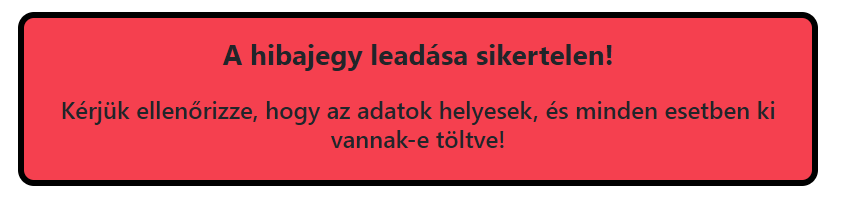 A hibajegy leadása sikertelen!
Kérjük ellenőrizze, hogy az adatok helyesek, és minden esetben ki
vannak-e töltve!